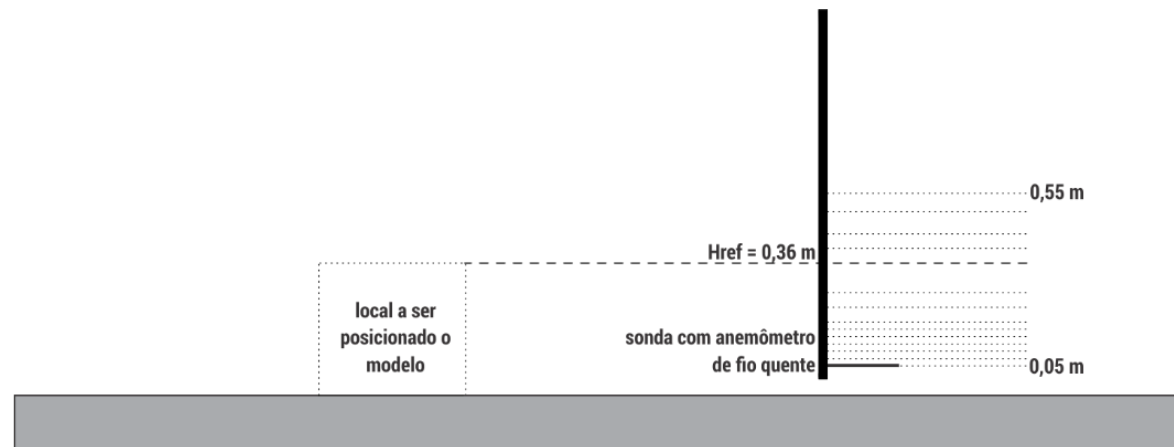 0,55 m
Href = 0,36 m
local a ser
posicionado o
modelo
sonda com anemômetro
de fio quente
0,05 m